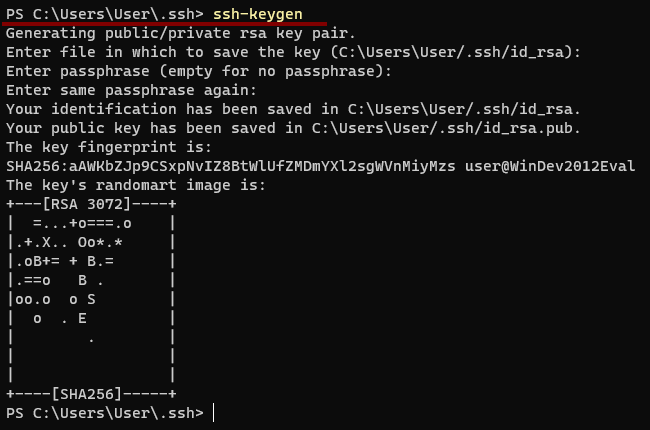 PS C:\Users\User\.ssh> ssh-keygen
Generating public/private rsa key pair.
Enter file in which to save the key (C:\Users\User/.ssh/id_rsa):
Enter passphrase (empty for no passphrase):
Enter same passphrase again:
Your identification has been saved in C:\Users\User/.ssh/id_rsa.
Your public key has been saved in C:\Users\User/.ssh/id_rsa.pub.
The key fingerprint is:
SHA256:aAWKbZJp9CSxpNvIZ8BtWlUfZMDmYXl2sgWVnMiyMzs user@WinDev2012Eval
The key's randomart image is:
+---[RSA 3072]----+
|  =...+o===.o    |
|.+.X.. Oo*.*     |
|.oB+= + B.=      |
|.==o   B .       |
|oo.o  o S        |
|  o  . E         |
|        .        |
|                 |
|                 |
+----[SHA256]-----+
PS C:\Users\User\.ssh>